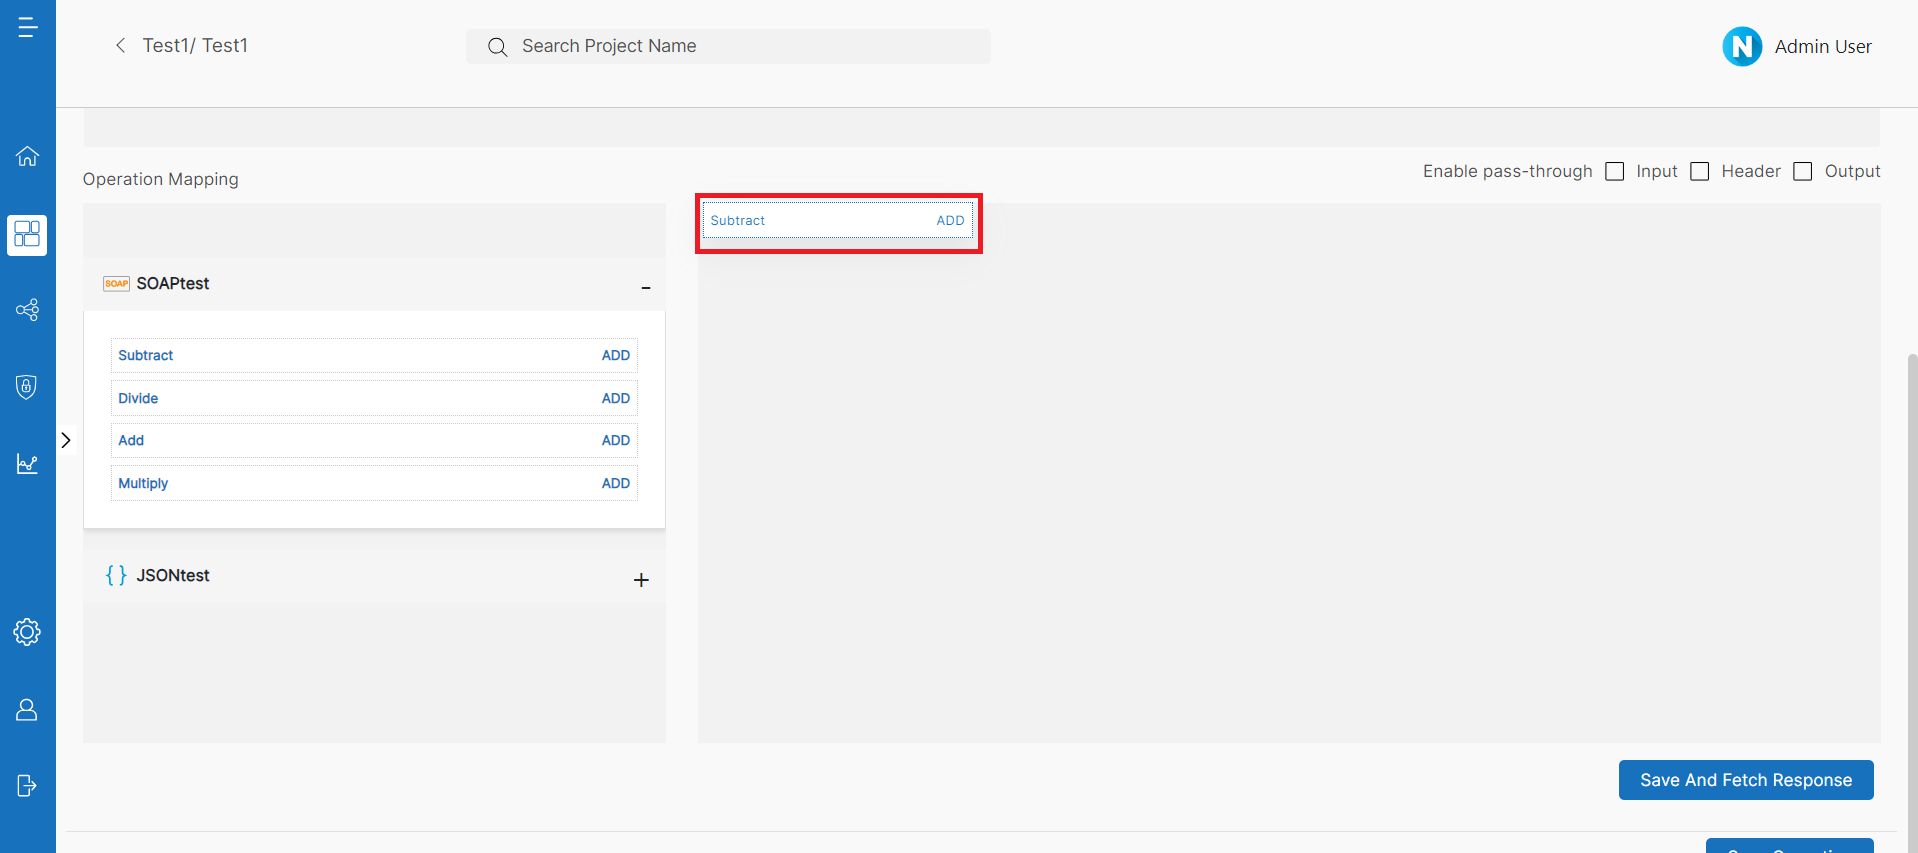 Test1/ Test1
Search Project Name
N
Admin User
Operation Mapping
Enable pass-through
Input
Header
Output
Subtract ADD
SOAP SOAPtest
Subtract ADD
Divide ADD
Add ADD
Multiply ADD
{ } JSONtest
Save And Fetch Response